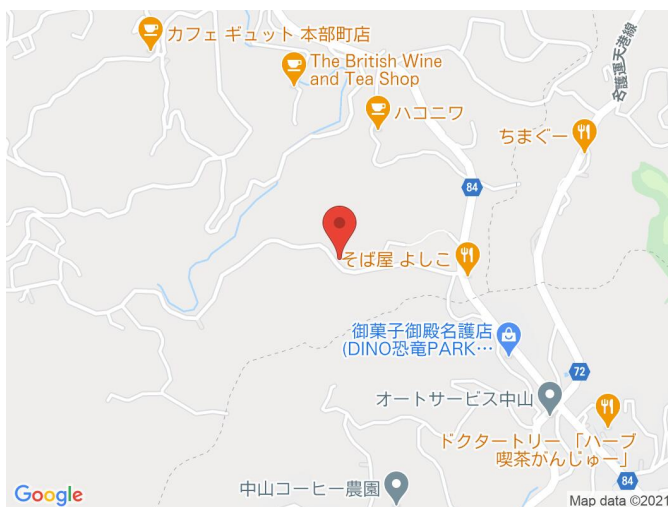 カフェ ギュット 本部町店
The British Wine
and Tea Shop
ハコニワ
名護運天港線
ちまぐー
84
そば屋 よしこ
御菓子御殿名護店
(DINO恐竜PARK…
72
オートサービス中山
ドクタートリー 「ハーブ
喫茶がんじゅー」
84
中山コーヒー農園
Google
Map data ©2021